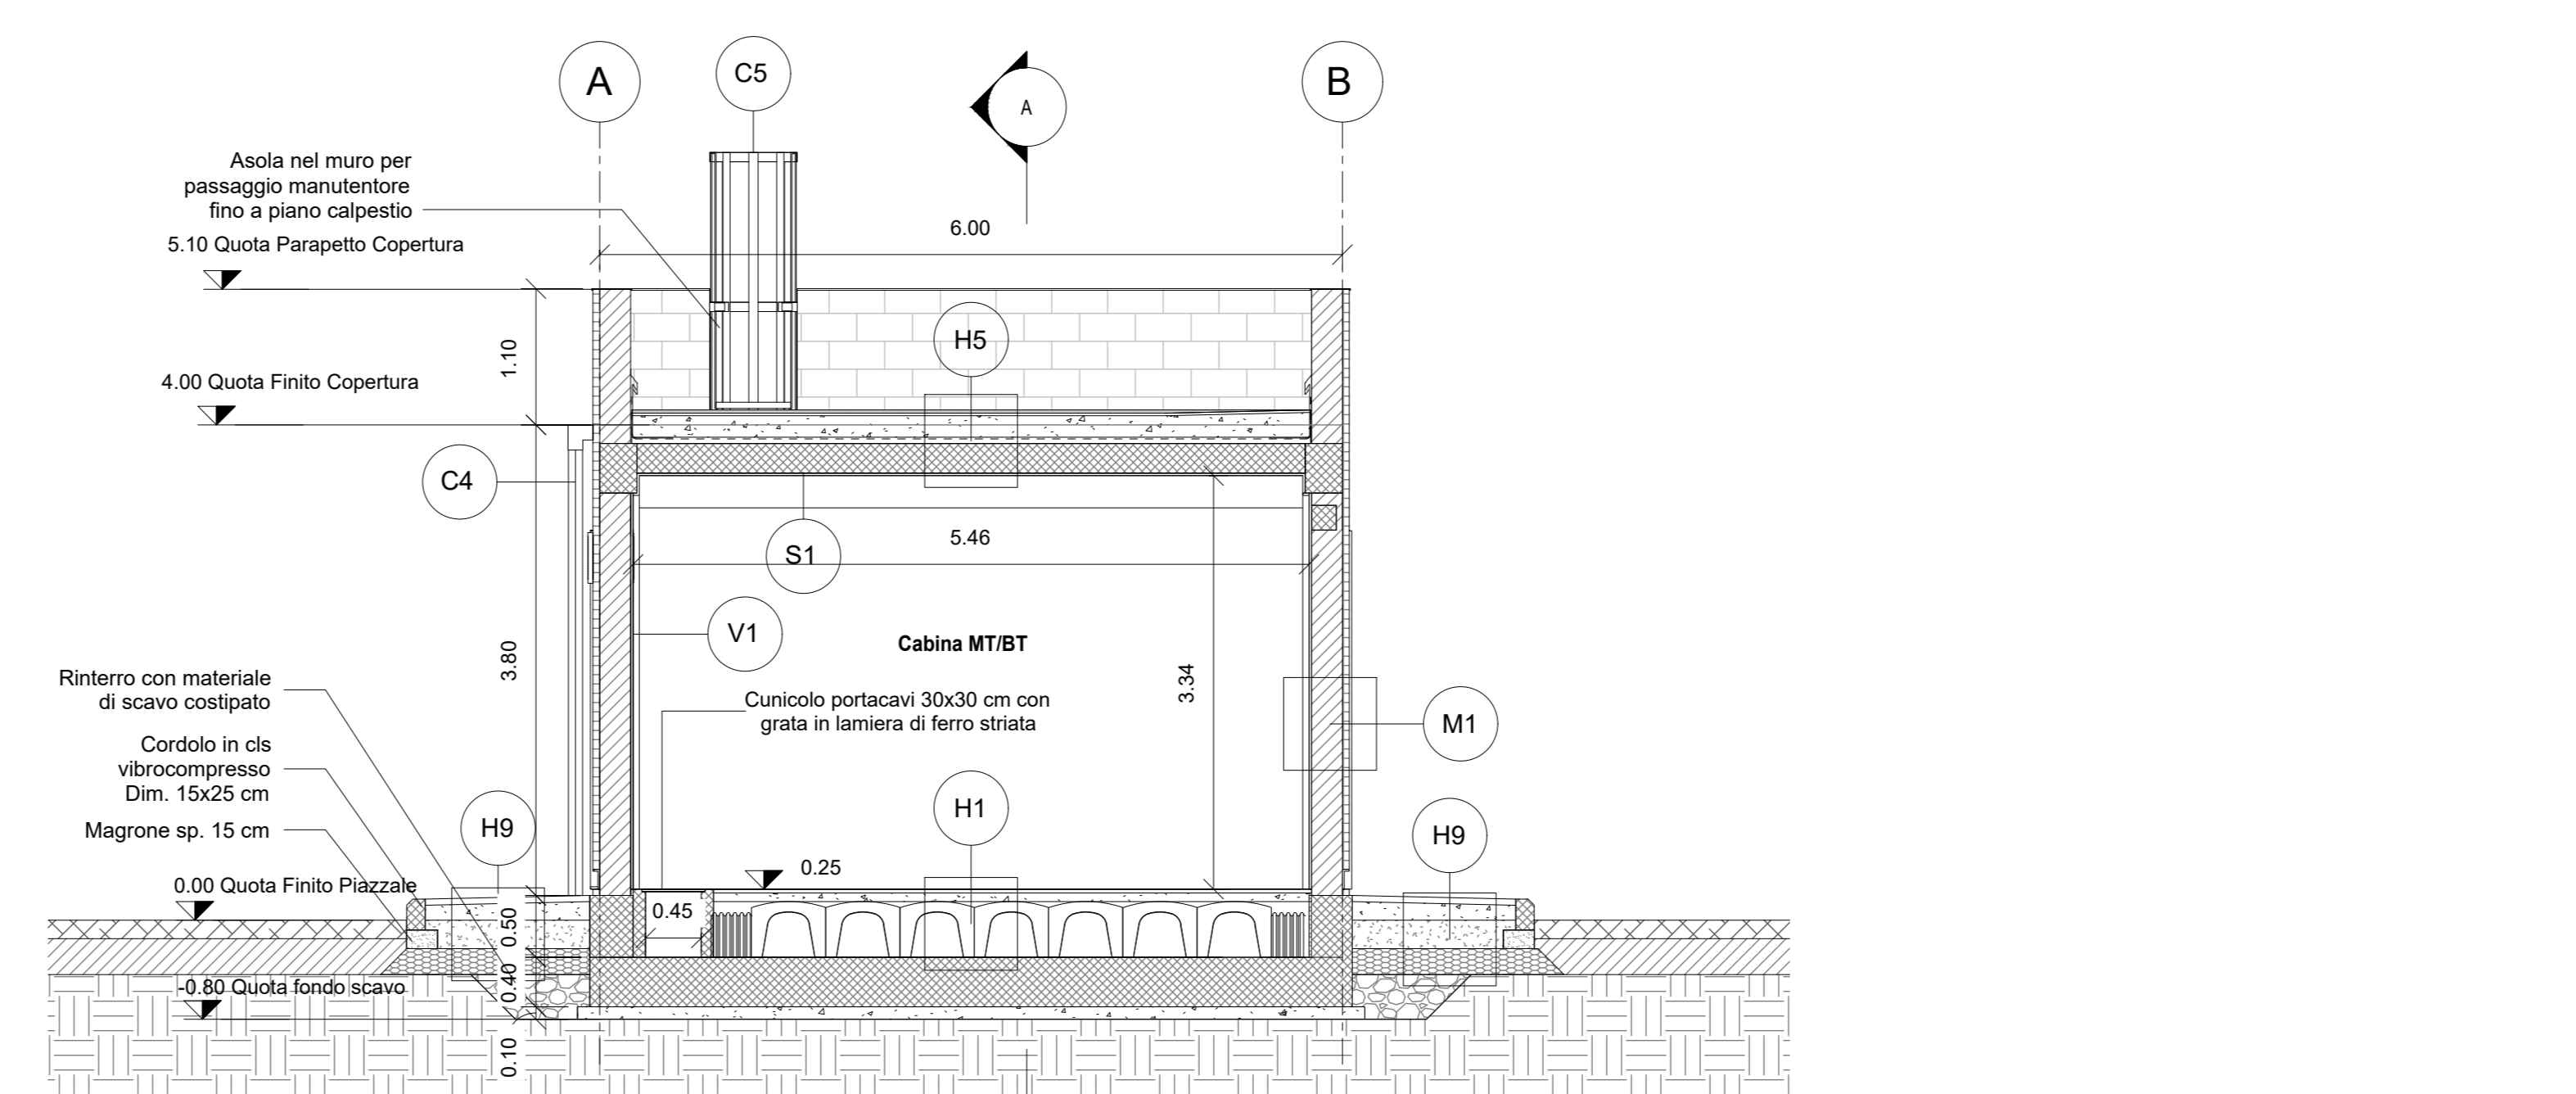 A
C5
A
B
Asola nel muro per
passaggio manutentore
fino a piano calpestio
5.10 Quota Parapetto Copertura
6.00
1.10
H5
4.00 Quota Finito Copertura
C4
5.46
S1
V1
Cabina MT/BT
3.80
3.34
Rinterro con materiale
di scavo costipato
Cunicolo portacavi 30x30 cm con
grata in lamiera di ferro striata
M1
Cordolo in cls
vibrocompresso
Dim. 15x25 cm
Magrone sp. 15 cm
H9
H1
H9
0.25
0.00 Quota Finito Piazzale
0.45
0.50
-0.80 Quota fondo scavo
0.40
0.10